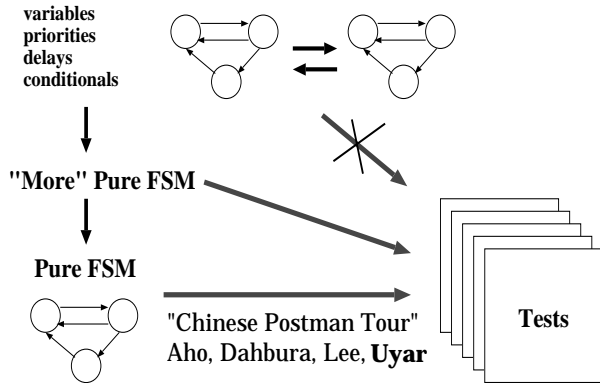 variables
priorities
delays
conditionals
"More" Pure FSM
Pure FSM
"Chinese Postman Tour"
Aho, Dahbura, Lee, Uyar
Tests